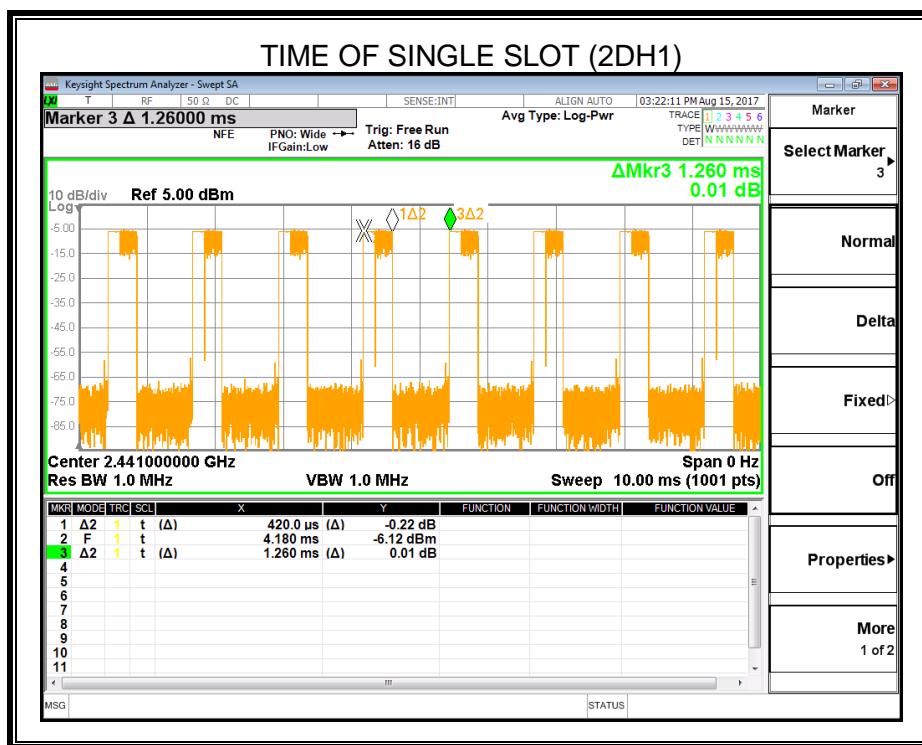 TIME OF SINGLE SLOT (2DH1)
Keysight Spectrum Analyzer - Swept SA
LXI T RF 50 Ω DC SENSE:INT ALIGN AUTO 03:22:11 PM Aug 15, 2017
Marker 3 Δ 1.26000 ms
NFE
PNO: Wide
IFGain:Low
Trig: Free Run
Atten: 16 dB
Avg Type: Log-Pwr
TRACE 1 2 3 4 5 6
TYPE WWWWWW
DET N N N N N N
ΔMkr3 1.260 ms
0.01 dB
10 dB/div Ref 5.00 dBm
Log
1Δ2 3Δ2
-5.00
-15.0
-25.0
-35.0
-45.0
-55.0
-65.0
-75.0
-85.0
Center 2.441000000 GHz Span 0 Hz
Res BW 1.0 MHz VBW 1.0 MHz Sweep 10.00 ms (1001 pts)
MKR MODE TRC SCL X Y FUNCTION FUNCTION WIDTH FUNCTION VALUE
1 Δ2 1 t (Δ) 420.0 µs (Δ) -0.22 dB
2 F 1 t 4.180 ms -6.12 dBm
3 Δ2 1 t (Δ) 1.260 ms (Δ) 0.01 dB
4
5
6
7
8
9
10
11
MSG STATUS
Marker
Select Marker
3
Normal
Delta
Fixed
Off
Properties
More
1 of 2